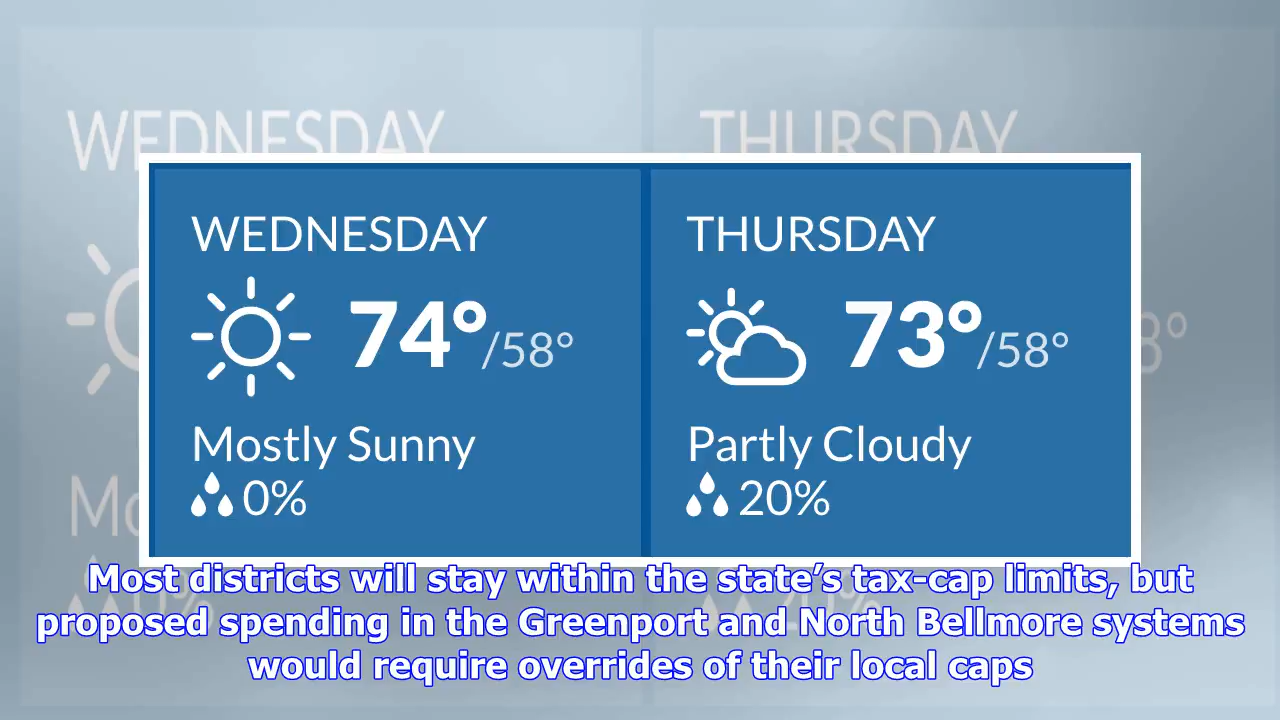 WEDNESDAY THURSDAY
WEDNESDAY THURSDAY
74°/58° 73°/58°
Mostly Sunny Partly Cloudy
0% 20%
Most districts will stay within the state’s tax-cap limits, but
proposed spending in the Greenport and North Bellmore systems
would require overrides of their local caps